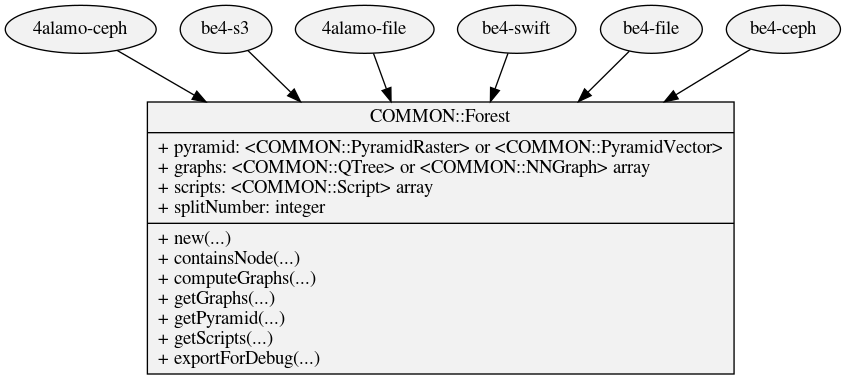 4alamo-ceph
be4-s3
4alamo-file
be4-swift
be4-file
be4-ceph
COMMON::Forest
+ pyramid: <COMMON::PyramidRaster> or <COMMON::PyramidVector>
+ graphs: <COMMON::QTree> or <COMMON::NNGraph> array
+ scripts: <COMMON::Script> array
+ splitNumber: integer
+ new(...)
+ containsNode(...)
+ computeGraphs(...)
+ getGraphs(...)
+ getPyramid(...)
+ getScripts(...)
+ exportForDebug(...)